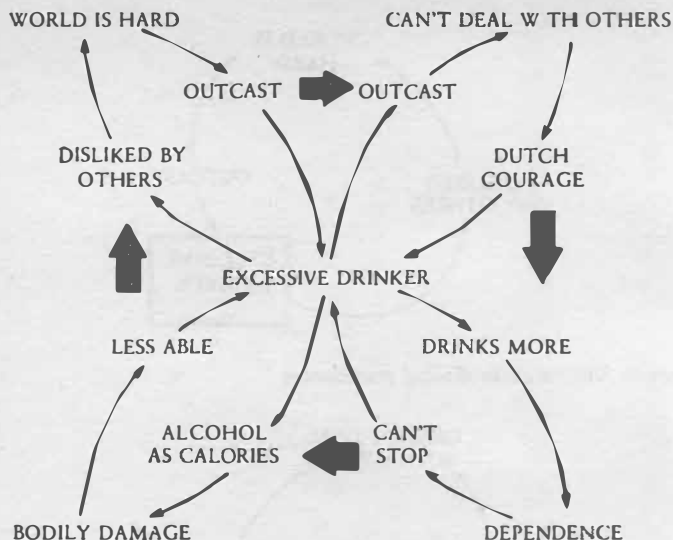 WORLD IS HARD
CAN'T DEAL W TH OTHERS
OUTCAST
OUTCAST
DISLIKED BY
OTHERS
DUTCH
COURAGE
EXCESSIVE DRINKER
LESS ABLE
DRINKS MORE
ALCOHOL
AS CALORIES
CAN'T
STOP
BODILY DAMAGE
DEPENDENCE